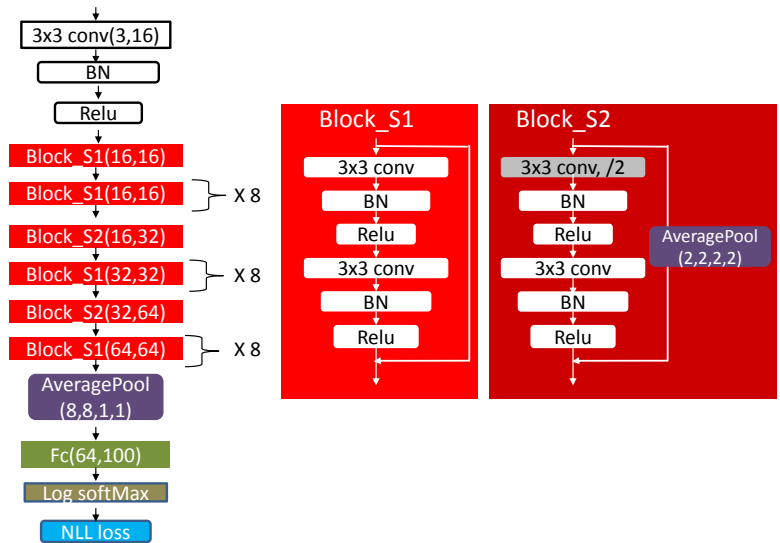 3x3 conv(3,16)
BN
Relu
Block_S1(16,16)
Block_S1(16,16)
X 8
Block_S2(16,32)
Block_S1(32,32)
X 8
Block_S2(32,64)
Block_S1(64,64)
X 8
AveragePool
(8,8,1,1)
Fc(64,100)
Log softMax
NLL loss
Block_S1
3x3 conv
BN
Relu
3x3 conv
BN
Relu
Block_S2
3x3 conv, /2
BN
Relu
AveragePool
(2,2,2,2)
3x3 conv
BN
Relu